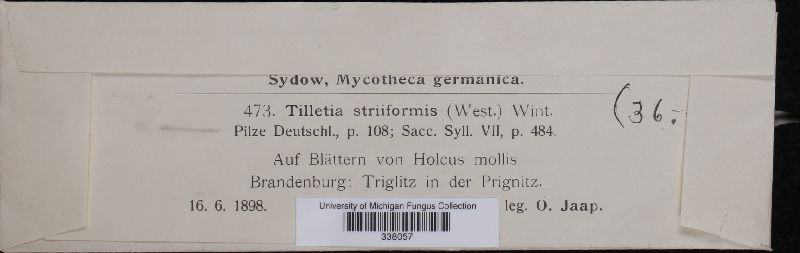 Sydow, Mycotheca germanica.
473. Tilletia striiformis (West.) Wint.
(36.-
Pilze Deutschl., p. 108; Sacc. Syll. VII, p. 484.
Auf Blättern von Holcus mollis
Brandenburg: Triglitz in der Prignitz.
16. 6. 1898. leg. O. Jaap.
University of Michigan Fungus Collection
338057